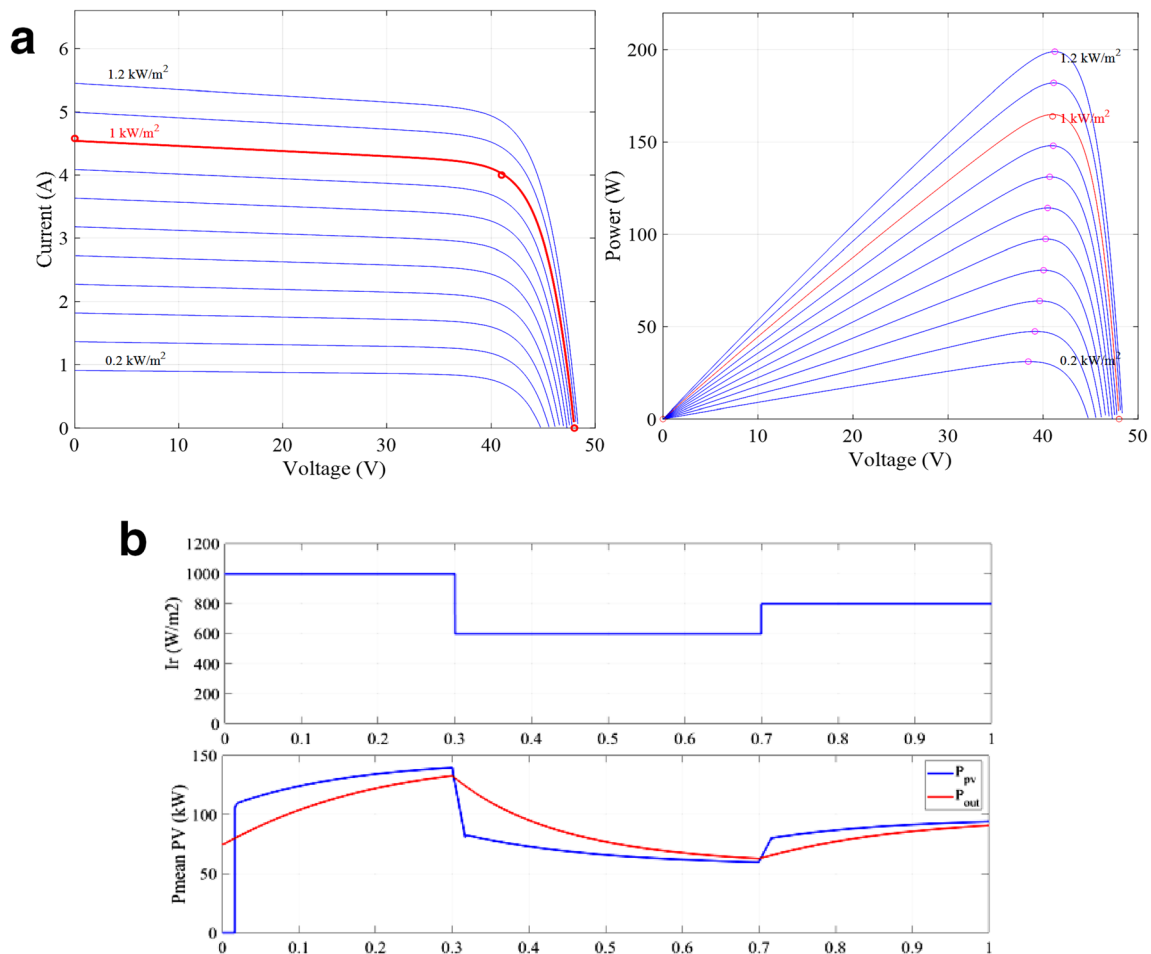 a
6
5
4
3
2
1
0
Current (A)
1.2 kW/m²
1 kW/m²
0.2 kW/m²
0 10 20 30 40 50
Voltage (V)
200
150
100
50
0
Power (W)
1.2 kW/m²
1 kW/m²
0.2 kW/m²
0 10 20 30 40 50
Voltage (V)
b
1200
1000
800
600
400
200
0
Ir (W/m2)
0 0.1 0.2 0.3 0.4 0.5 0.6 0.7 0.8 0.9 1
150
100
50
0
Pmean PV (kW)
P_pv
P_out
0 0.1 0.2 0.3 0.4 0.5 0.6 0.7 0.8 0.9 1